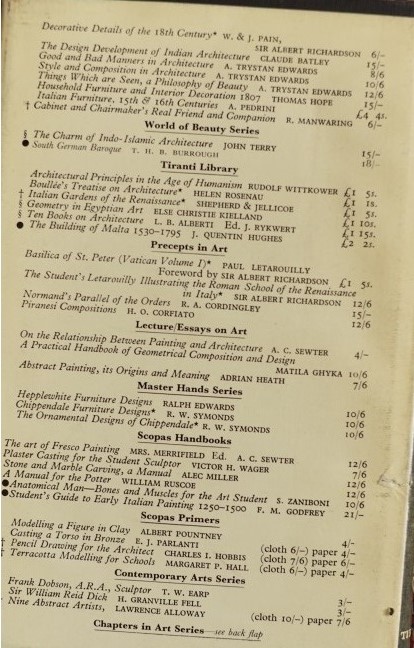 Decorative Details of the 18th Century* W. & J. PAIN,
SIR ALBERT RICHARDSON 6/–
The Design Development of Indian Architecture CLAUDE BATLEY 15/–
Good and Bad Manners in Architecture A. TRYSTAN EDWARDS 8/6
Style and Composition in Architecture A. TRYSTAN EDWARDS 10/6
Things Which are Seen, a Philosophy of Beauty A. TRYSTAN EDWARDS 12/6
Household Furniture and Interior Decoration 1807 THOMAS HOPE 15/–
Italian Furniture, 15th & 16th Centuries A. PEDRINI £4 4s.
† Cabinet and Chairmaker's Real Friend and Companion R. MANWARING 6/–
World of Beauty Series
§ The Charm of Indo-Islamic Architecture JOHN TERRY 15/–
● South German Baroque T. H. B. BURROUGH 18/–
Tiranti Library
Architectural Principles in the Age of Humanism RUDOLF WITTKOWER £1 5s.
Boullée's Treatise on Architecture* HELEN ROSENAU £1 1s.
† Italian Gardens of the Renaissance* SHEPHERD & JELLICOE £1 5s.
§ Geometry in Egyptian Art ELSE CHRISTIE KIELLAND £1 10s.
§ Ten Books on Architecture L. B. ALBERTI Ed. J. RYKWERT £1 15s.
● The Building of Malta 1530–1795 J. QUENTIN HUGHES £2 2s.
Precepts in Art
Basilica of St. Peter (Vatican Volume I)* PAUL LETAROUILLY
Foreword by SIR ALBERT RICHARDSON £1 5s.
The Student's Letarouilly Illustrating the Roman School of the Renaissance
in Italy* SIR ALBERT RICHARDSON 12/6
Normand's Parallel of the Orders R. A. CORDINGLEY 15/–
Piranesi Compositions H. O. CORFIATO 12/6
Lecture/Essays on Art
On the Relationship Between Painting and Architecture A. C. SEWTER 4/–
A Practical Handbook of Geometrical Composition and Design
MATILA GHYKA 10/6
Abstract Painting, its Origins and Meaning ADRIAN HEATH 7/6
Master Hands Series
Hepplewhite Furniture Designs RALPH EDWARDS 10/6
Chippendale Furniture Designs* R. W. SYMONDS 10/6
The Ornamental Designs of Chippendale* R. W. SYMONDS 10/6
Scopas Handbooks
The art of Fresco Painting MRS. MERRIFIELD Ed. A. C. SEWTER 12/6
Plaster Casting for the Student Sculptor VICTOR H. WAGER 7/6
Stone and Marble Carving, a Manual ALEC MILLER 12/6
A Manual for the Potter WILLIAM RUSCOE 12/6
●Anatomical Man—Bones and Muscles for the Art Student S. ZANIBONI 10/6
●Student's Guide to Early Italian Painting 1250–1500 F. M. GODFREY 21/–
Scopas Primers
Modelling a Figure in Clay ALBERT POUNTNEY 4/–
Casting a Torso in Bronze E. J. PARLANTI (cloth 6/–) paper 4/–
† Pencil Drawing for the Architect CHARLES I. HOBBIS (cloth 7/6) paper 6/–
† Terracotta Modelling for Schools MARGARET P. HALL (cloth 6/–) paper 4/–
Contemporary Arts Series
Frank Dobson, A.R.A., Sculptor T. W. EARP 3/–
Sir William Reid Dick H. GRANVILLE FELL 3/–
Nine Abstract Artists, LAWRENCE ALLOWAY (cloth 10/–) paper 7/6
Chapters in Art Series—see back flap